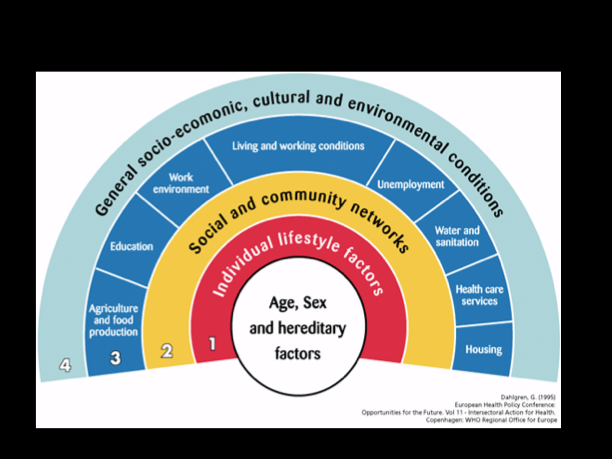 General socio-ecomonic, cultural and environmental conditions
Living and working conditions
Work
environment
Unemployment
Education
Water and
sanitation
Agriculture
and food
production
Health care
services
Housing
Social and community networks
Individual lifestyle factors
Age, Sex
and hereditary
factors
4
3
2
1
Dahlgren, G. (1995)
European Health Policy Conference:
Opportunities for the Future. Vol 11 - Intersectoral Action for Health.
Copenhagen: WHO Regional Office for Europe